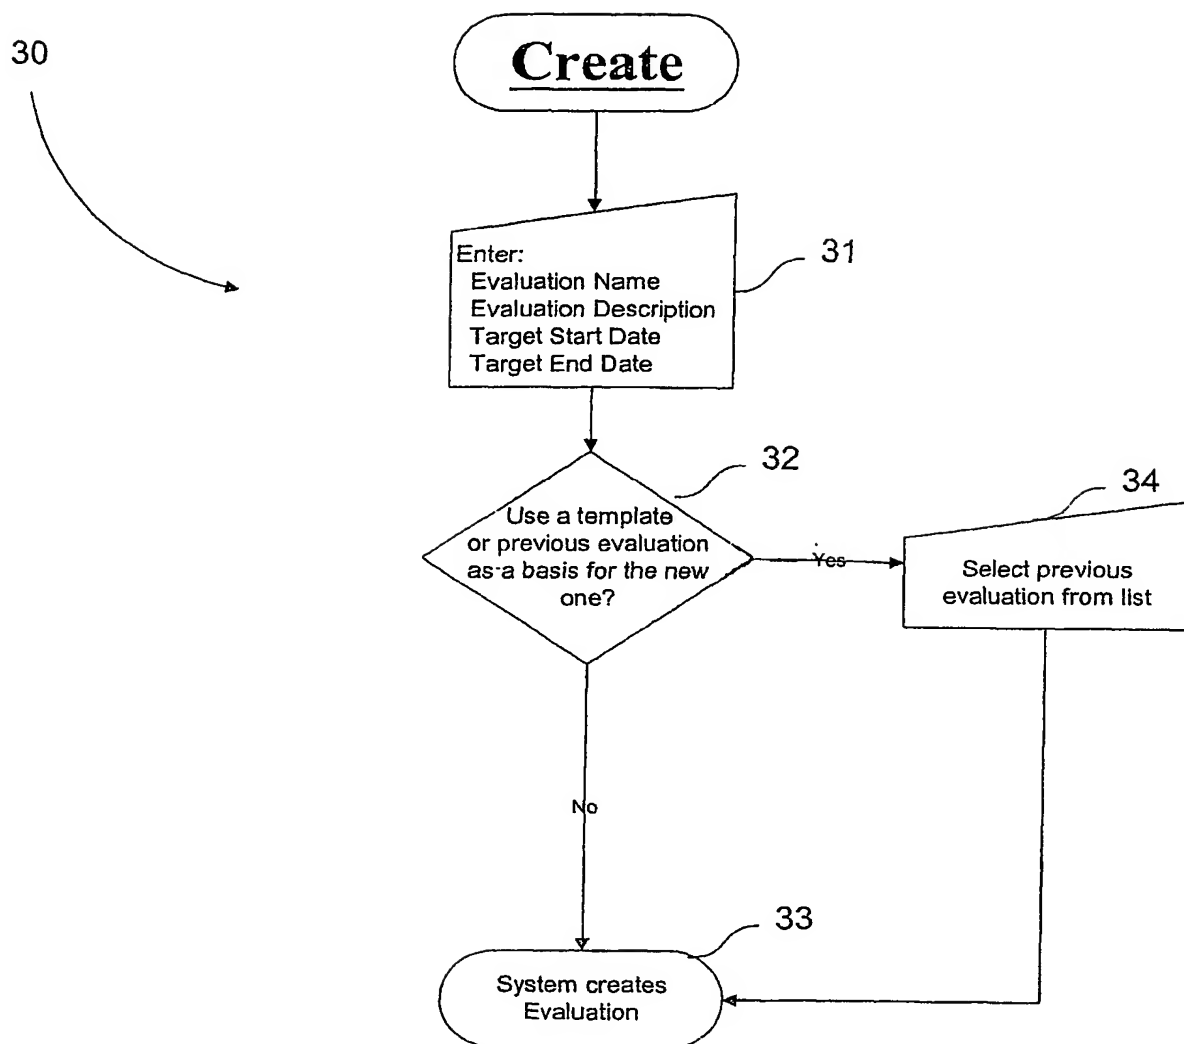 30
Create
31
Enter:
Evaluation Name
Evaluation Description
Target Start Date
Target End Date
32
Use a template
or previous evaluation
as a basis for the new
one?
Yes
34
Select previous
evaluation from list
No
33
System creates
Evaluation